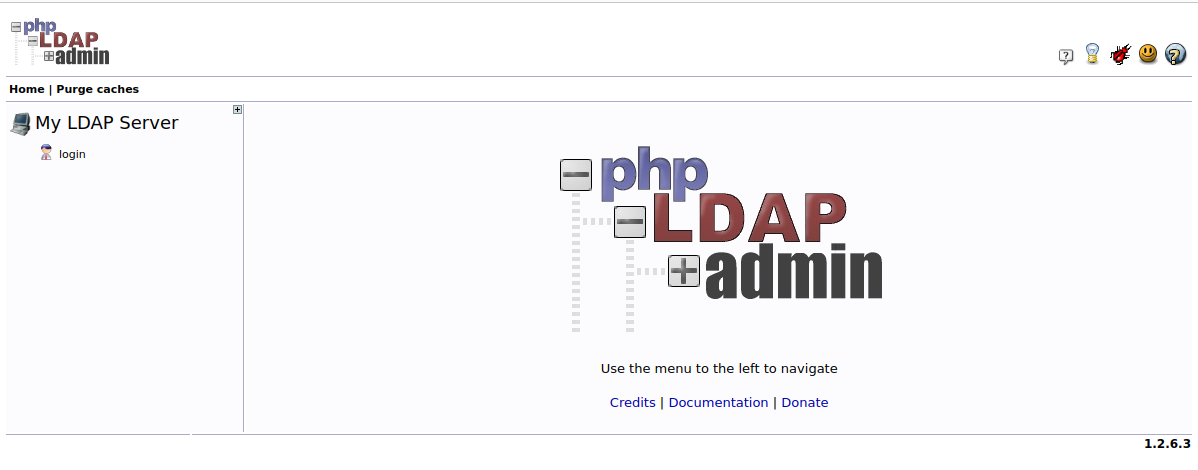 php
LDAP
admin
Home | Purge caches
My LDAP Server
login
php
LDAP
admin
Use the menu to the left to navigate
Credits | Documentation | Donate
1.2.6.3